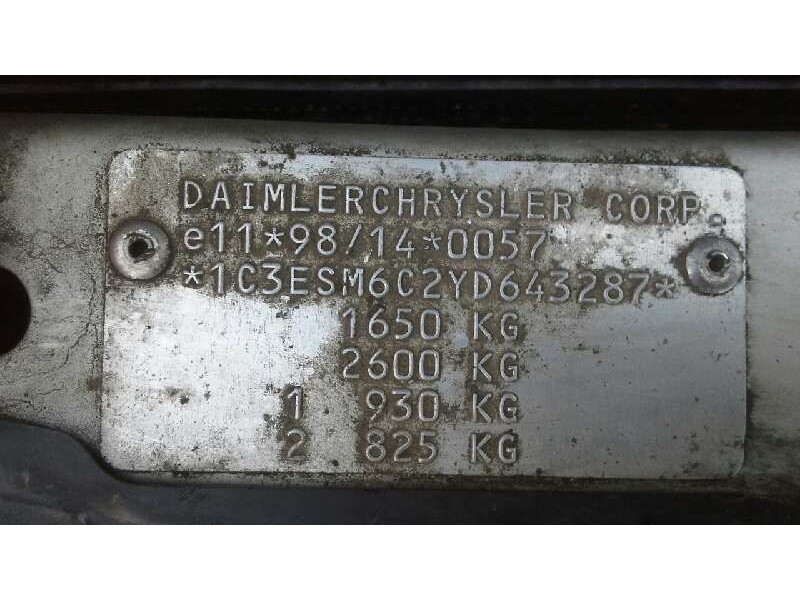 DAIMLERCHRYSLER CORP.
e11*98/14*0057
*1C3ESM6C2YD643287*
1650 KG
2600 KG
1 930 KG
2 825 KG